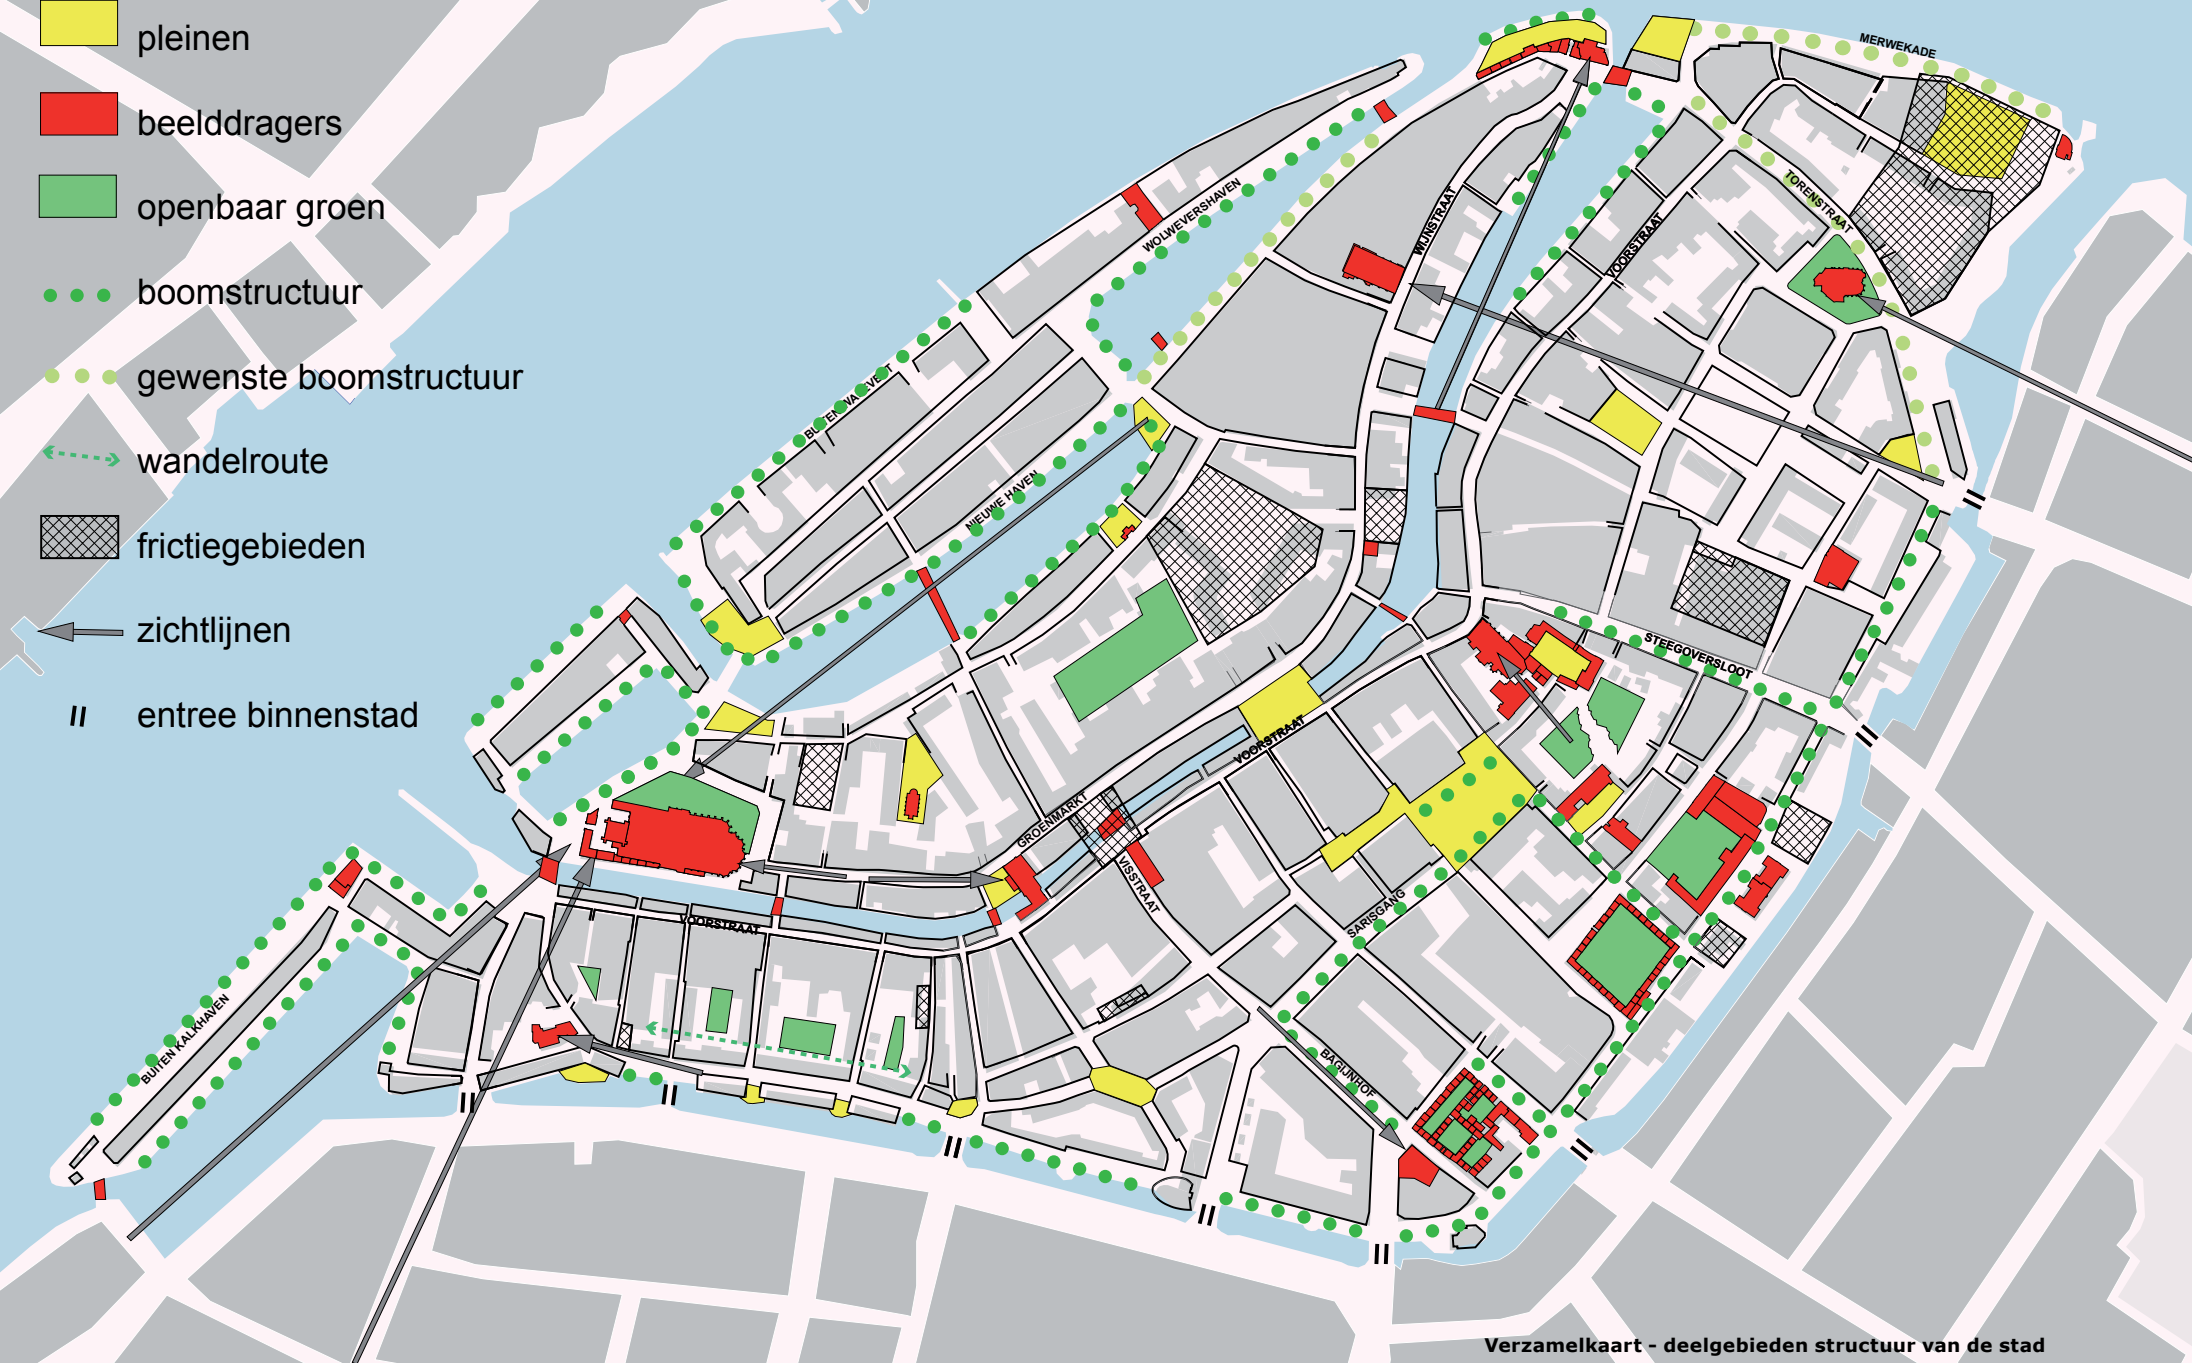 pleinen
beelddragers
openbaar groen
boomstructuur
gewenste boomstructuur
wandelroute
frictiegebieden
zichtlijnen
entree binnenstad
MERWEKADE
TORENSTRAAT
WOLWEVERSHAVEN
WIJNSTRAAT
VOORSTRAAT
NIEUWE HAVEN
STEEGOVERSLOOT
VOORSTRAAT
GROENMARKT
VISSTRAAT
SARISGANG
VOORSTRAAT
BUITEN KALKHAVEN
BAGIJNHOF
Verzamelkaart - deelgebieden structuur van de stad